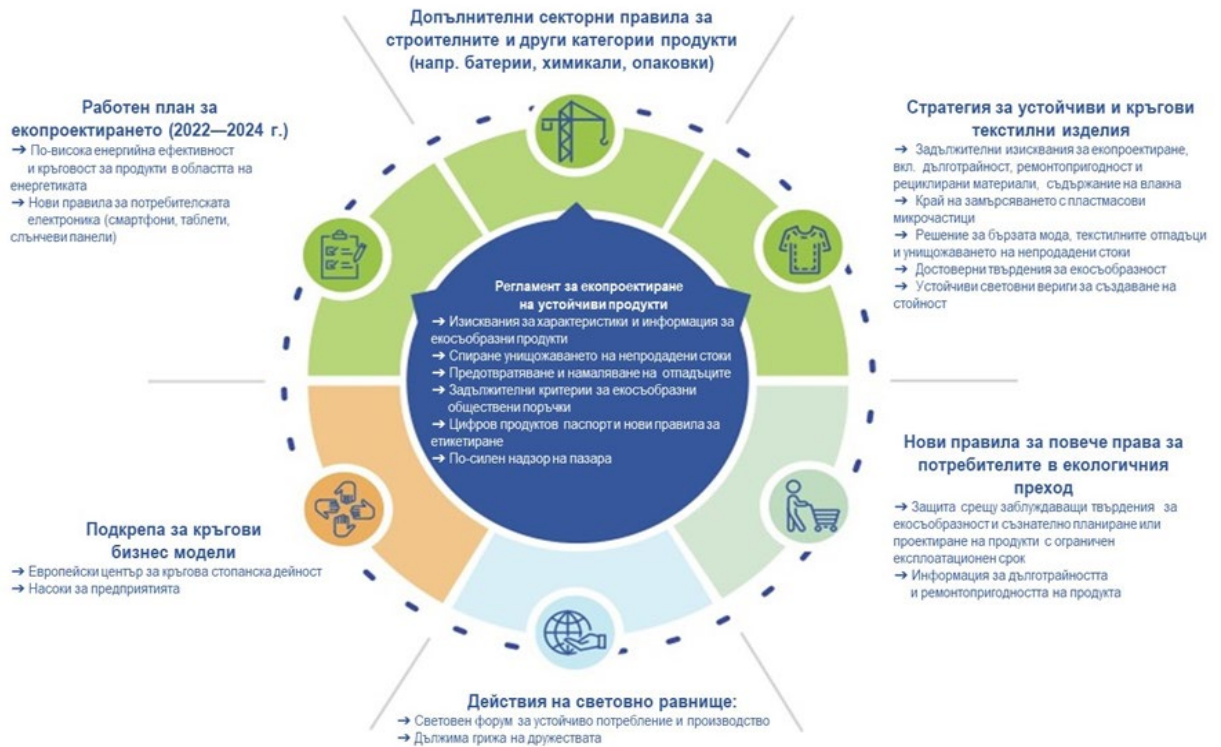 Допълнителни секторни правила за
строителните и други категории продукти
(напр. батерии, химикали, опаковки)
Работен план за
екопроектирането (2022—2024 г.)
→ По-висока енергийна ефективност
и кръговост за продукти в областта на
енергетиката
→ Нови правила за потребителската
електроника (смартфони, таблети,
слънчеви панели)
Стратегия за устойчиви и кръгови
текстилни изделия
→ Задължителни изисквания за екопроектиране,
вкл. дълготрайност, ремонтопригодност и
рециклирани материали, съдържание на влакна
→ Край на замърсяването с пластмасови
микрочастици
→ Решение за бързата мода, текстилните отпадъци
и унищожаването на непродадени стоки
→ Достоверни твърдения за екосъобразност
→ Устойчиви световни вериги за създаване на
стойност
Регламент за екопроектиране
на устойчиви продукти
→ Изисквания за характеристики и информация за
екосъобразни продукти
→ Спиране унищожаването на непродадени стоки
→ Предотвратяване и намаляване на отпадъците
→ Задължителни критерии за екосъобразни
обществени поръчки
→ Цифров продуктов паспорт и нови правила за
етикетиране
→ По-силен надзор на пазара
Нови правила за повече права за
потребителите в екологичния
преход
→ Защита срещу заблуждаващи твърдения за
екосъобразност и съзнателно планиране или
проектиране на продукти с ограничен
експлоатационен срок
→ Информация за дълготрайността
и ремонтопригодността на продукта
Подкрепа за кръгови
бизнес модели
→ Европейски център за кръгова стопанска дейност
→ Насоки за предприятията
Действия на световно равнище:
→ Световен форум за устойчиво потребление и производство
→ Дължима грижа на дружествата